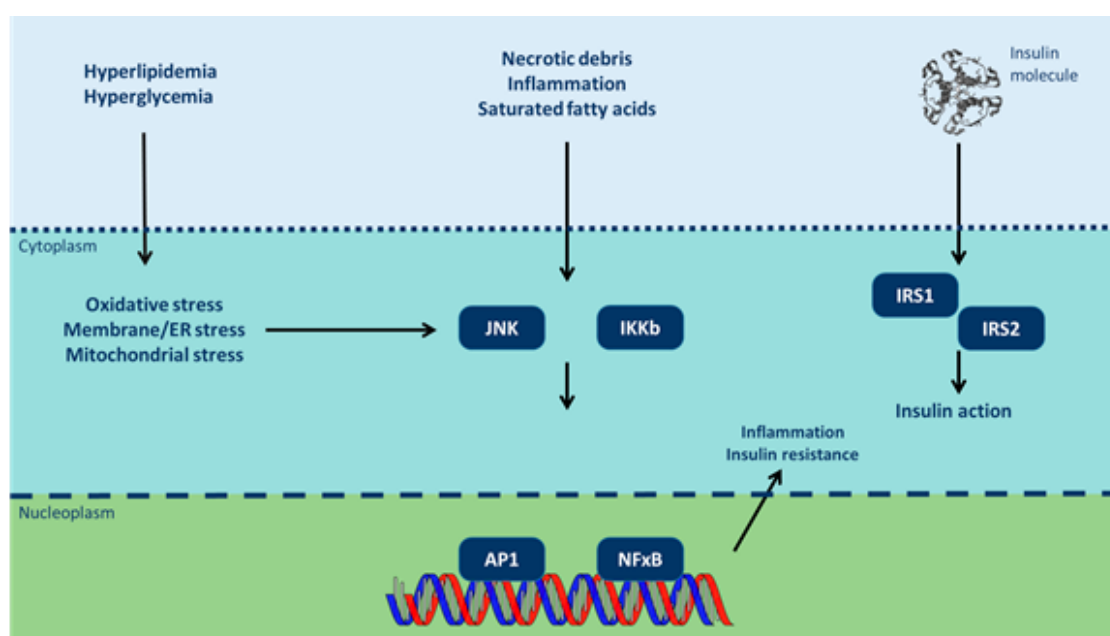 Hyperlipidemia
Hyperglycemia
Necrotic debris
Inflammation
Saturated fatty acids
Insulin
molecule
Cytoplasm
Oxidative stress
Membrane/ER stress
Mitochondrial stress
JNK
IKKb
IRS1
IRS2
Insulin action
Inflammation
Insulin resistance
Nucleoplasm
AP1
NFxB